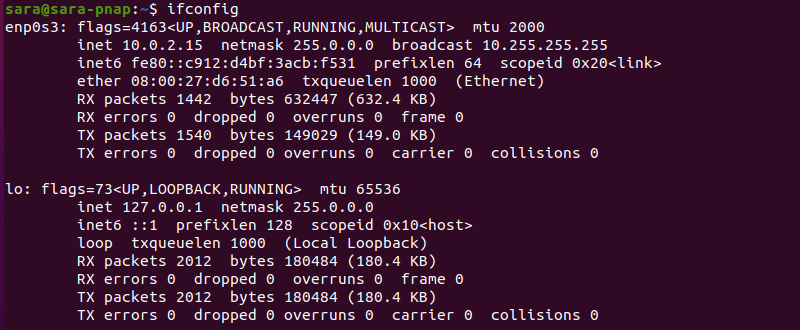 sara@sara-pnap:~$ ifconfig
enp0s3: flags=4163<UP,BROADCAST,RUNNING,MULTICAST>  mtu 2000
        inet 10.0.2.15  netmask 255.0.0.0  broadcast 10.255.255.255
        inet6 fe80::c912:d4bf:3acb:f531  prefixlen 64  scopeid 0x20<link>
        ether 08:00:27:d6:51:a6  txqueuelen 1000  (Ethernet)
        RX packets 1442  bytes 632447 (632.4 KB)
        RX errors 0  dropped 0  overruns 0  frame 0
        TX packets 1540  bytes 149029 (149.0 KB)
        TX errors 0  dropped 0 overruns 0  carrier 0  collisions 0

lo: flags=73<UP,LOOPBACK,RUNNING>  mtu 65536
        inet 127.0.0.1  netmask 255.0.0.0
        inet6 ::1  prefixlen 128  scopeid 0x10<host>
        loop  txqueuelen 1000  (Local Loopback)
        RX packets 2012  bytes 180484 (180.4 KB)
        RX errors 0  dropped 0  overruns 0  frame 0
        TX packets 2012  bytes 180484 (180.4 KB)
        TX errors 0  dropped 0 overruns 0  carrier 0  collisions 0